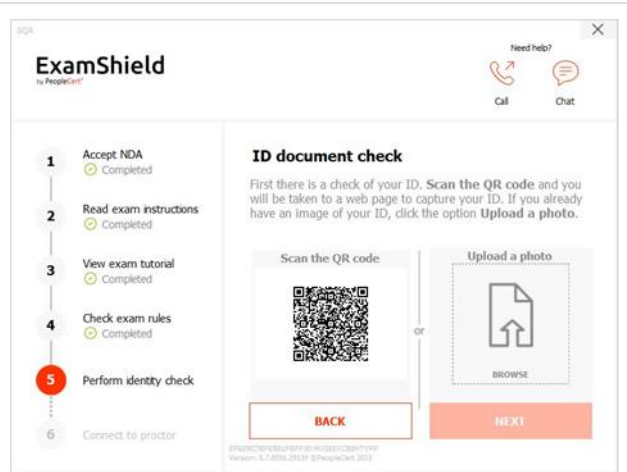 SQA
Need help?
ExamShield
by PeopleCert
Call
Chat
1
Accept NDA
Completed
2
Read exam instructions
Completed
3
View exam tutorial
Completed
4
Check exam rules
Completed
5
Perform identity check
6
Connect to proctor
ID document check
First there is a check of your ID. Scan the QR code and you
will be taken to a web page to capture your ID. If you already
have an image of your ID, click the option Upload a photo.
Scan the QR code
or
Upload a photo
BROWSE
BACK
NEXT